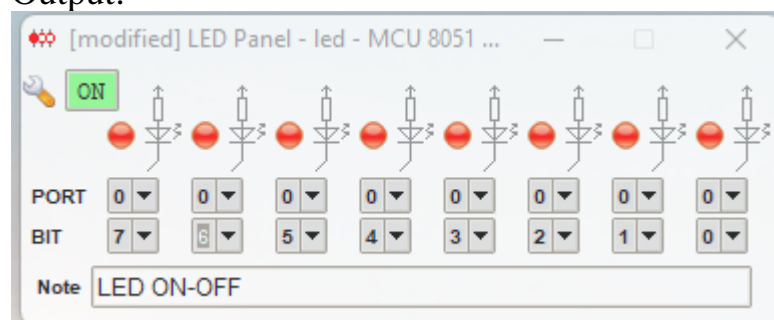 Output:
[modified] LED Panel - led - MCU 8051 ...
ON
PORT 0 0 0 0 0 0 0 0
BIT 7 6 5 4 3 2 1 0
Note LED ON-OFF